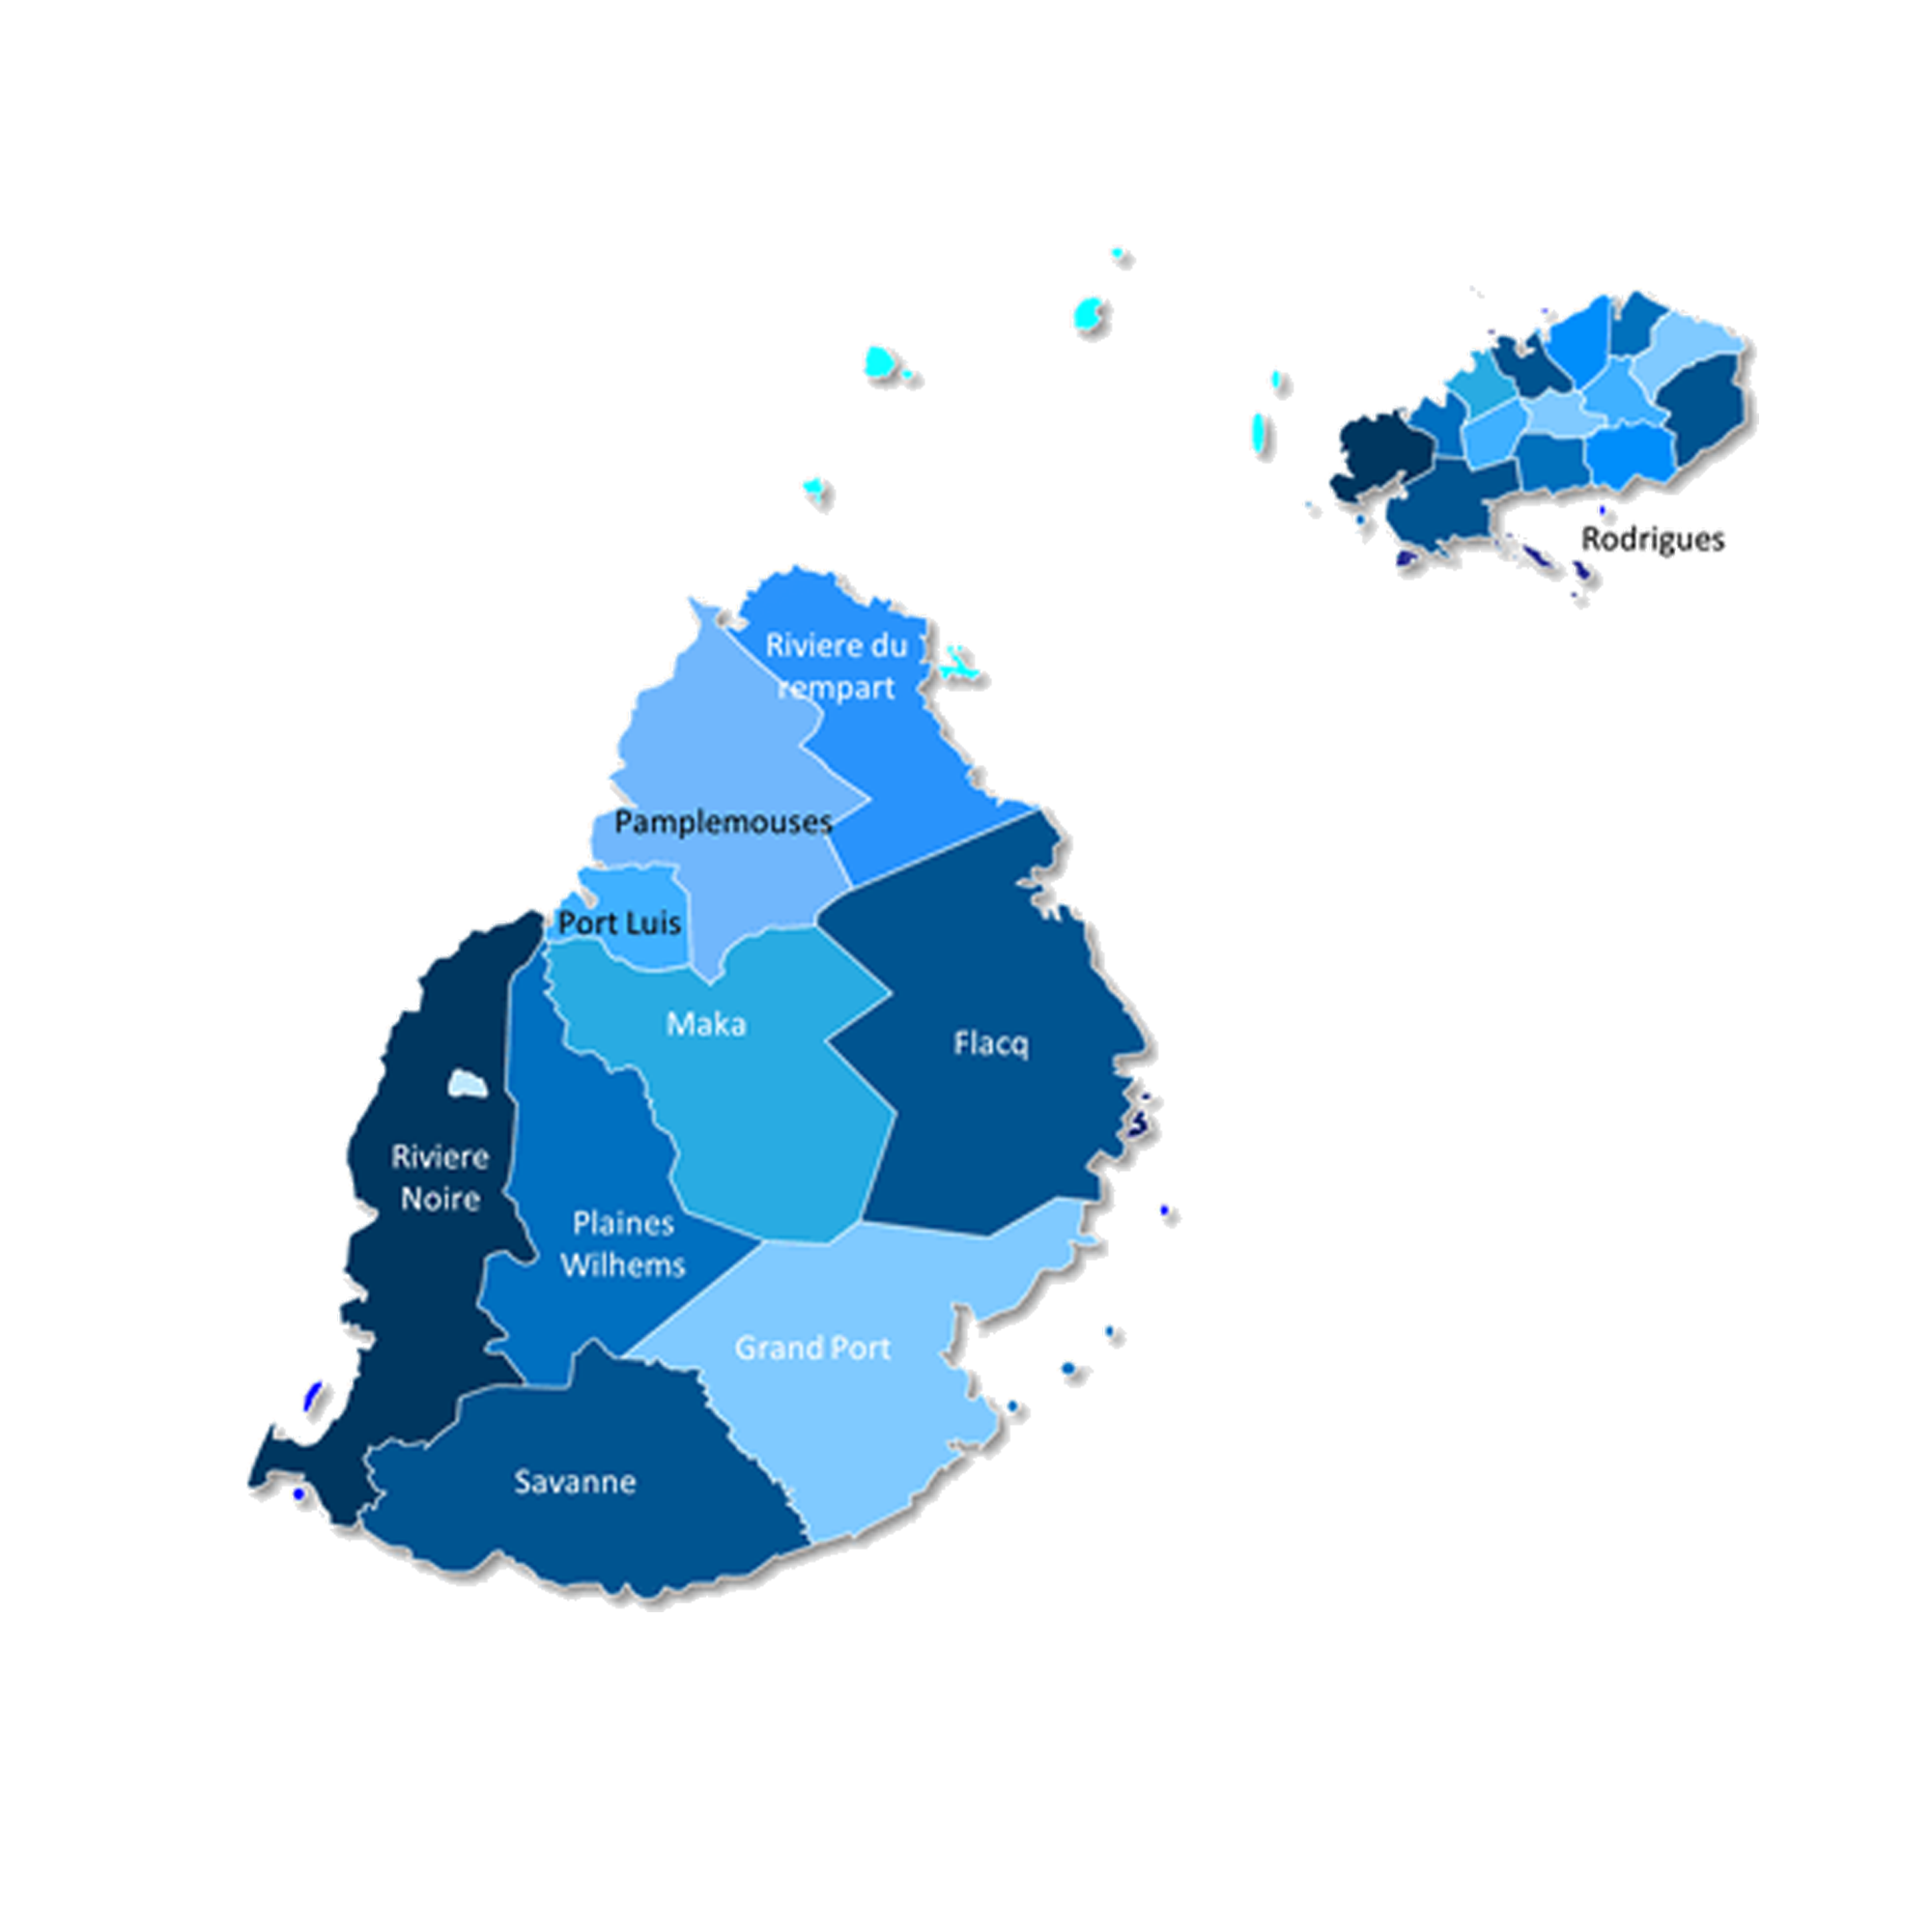 Rodrigues
Riviere du
rempart
Pamplemouses
Port Luis
Maka
Flacq
Riviere
Noire
Plaines
Wilhems
Grand Port
Savanne